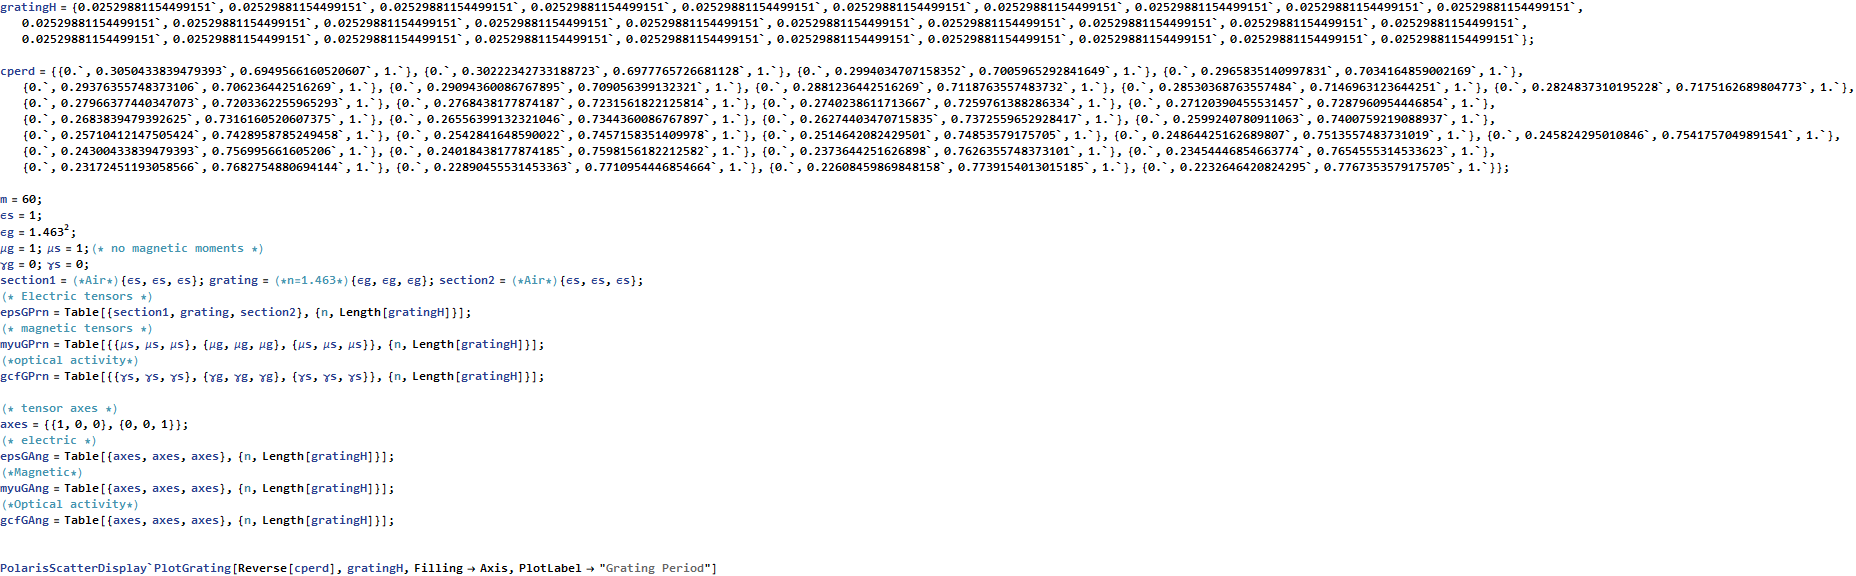 gratingH = {0.02529881154499151`, 0.02529881154499151`, 0.02529881154499151`, 0.02529881154499151`, 0.02529881154499151`, 0.02529881154499151`, 0.02529881154499151`, 0.02529881154499151`, 0.02529881154499151`, 0.02529881154499151`,
0.02529881154499151`, 0.02529881154499151`, 0.02529881154499151`, 0.02529881154499151`, 0.02529881154499151`, 0.02529881154499151`, 0.02529881154499151`, 0.02529881154499151`, 0.02529881154499151`, 0.02529881154499151`,
0.02529881154499151`, 0.02529881154499151`, 0.02529881154499151`, 0.02529881154499151`, 0.02529881154499151`, 0.02529881154499151`, 0.02529881154499151`, 0.02529881154499151`, 0.02529881154499151`, 0.02529881154499151`};
cperd = {{0.`, 0.3050433839479393`, 0.6949566160520607`, 1.`}, {0.`, 0.30222342733188723`, 0.6977765726681128`, 1.`}, {0.`, 0.2994034707158352`, 0.7005965292841649`, 1.`}, {0.`, 0.2965835140997831`, 0.7034164859002169`, 1.`},
{0.`, 0.29376355748373106`, 0.706236442516269`, 1.`}, {0.`, 0.29094360086767895`, 0.709056399132321`, 1.`}, {0.`, 0.2881236442516269`, 0.7118763557483732`, 1.`}, {0.`, 0.28530368763557484`, 0.7146963123644251`, 1.`}, {0.`, 0.2824837310195228`, 0.7175162689804773`, 1.`},
{0.`, 0.27966377440347073`, 0.7203362255965293`, 1.`}, {0.`, 0.2768438177874187`, 0.7231561822125814`, 1.`}, {0.`, 0.2740238611713667`, 0.7259761388286334`, 1.`}, {0.`, 0.27120390455531457`, 0.7287960954446854`, 1.`},
{0.`, 0.2683839479392625`, 0.7316160520607375`, 1.`}, {0.`, 0.26556399132321046`, 0.7344360086767897`, 1.`}, {0.`, 0.26274403470715835`, 0.7372559652928417`, 1.`}, {0.`, 0.2599240780911063`, 0.7400759219088937`, 1.`},
{0.`, 0.25710412147505424`, 0.7428958785249458`, 1.`}, {0.`, 0.2542841648590022`, 0.7457158351409978`, 1.`}, {0.`, 0.2514642082429501`, 0.74853579175705`, 1.`}, {0.`, 0.24864425162689807`, 0.7513557483731019`, 1.`}, {0.`, 0.245824295010846`, 0.7541757049891541`, 1.`},
{0.`, 0.24300433839479393`, 0.756995661605206`, 1.`}, {0.`, 0.24018438177874185`, 0.7598156182212582`, 1.`}, {0.`, 0.2373644251626898`, 0.7626355748373101`, 1.`}, {0.`, 0.23454446854663774`, 0.7654555314533623`, 1.`},
{0.`, 0.23172451193058566`, 0.7682754880694144`, 1.`}, {0.`, 0.22890455531453363`, 0.7710954446854664`, 1.`}, {0.`, 0.22608459869848158`, 0.7739154013015185`, 1.`}, {0.`, 0.2232646420824295`, 0.7767353579175705`, 1.`}};
m = 60;
ϵs = 1;
ϵg = 1.463²;
μg = 1; μs = 1; (* no magnetic moments *)
γg = 0; γs = 0;
section1 = (*Air*) {ϵs, ϵs, ϵs}; grating = (*n=1.463*) {ϵg, ϵg, ϵg}; section2 = (*Air*) {ϵs, ϵs, ϵs};
(* Electric tensors *)
epsGPrn = Table[{section1, grating, section2}, {n, Length[gratingH]}];
(* magnetic tensors *)
myuGPrn = Table[{{μs, μs, μs}, {μg, μg, μg}, {μs, μs, μs}}, {n, Length[gratingH]}];
(*optical activity*)
gcfGPrn = Table[{{γs, γs, γs}, {γg, γg, γg}, {γs, γs, γs}}, {n, Length[gratingH]}];
(* tensor axes *)
axes = {{1, 0, 0}, {0, 0, 1}};
(* electric *)
epsGAng = Table[{axes, axes, axes}, {n, Length[gratingH]}];
(*Magnetic*)
myuGAng = Table[{axes, axes, axes}, {n, Length[gratingH]}];
(*Optical activity*)
gcfGAng = Table[{axes, axes, axes}, {n, Length[gratingH]}];
PolarisScatterDisplay`PlotGrating[Reverse[cperd], gratingH, Filling → Axis, PlotLabel → "Grating Period"]